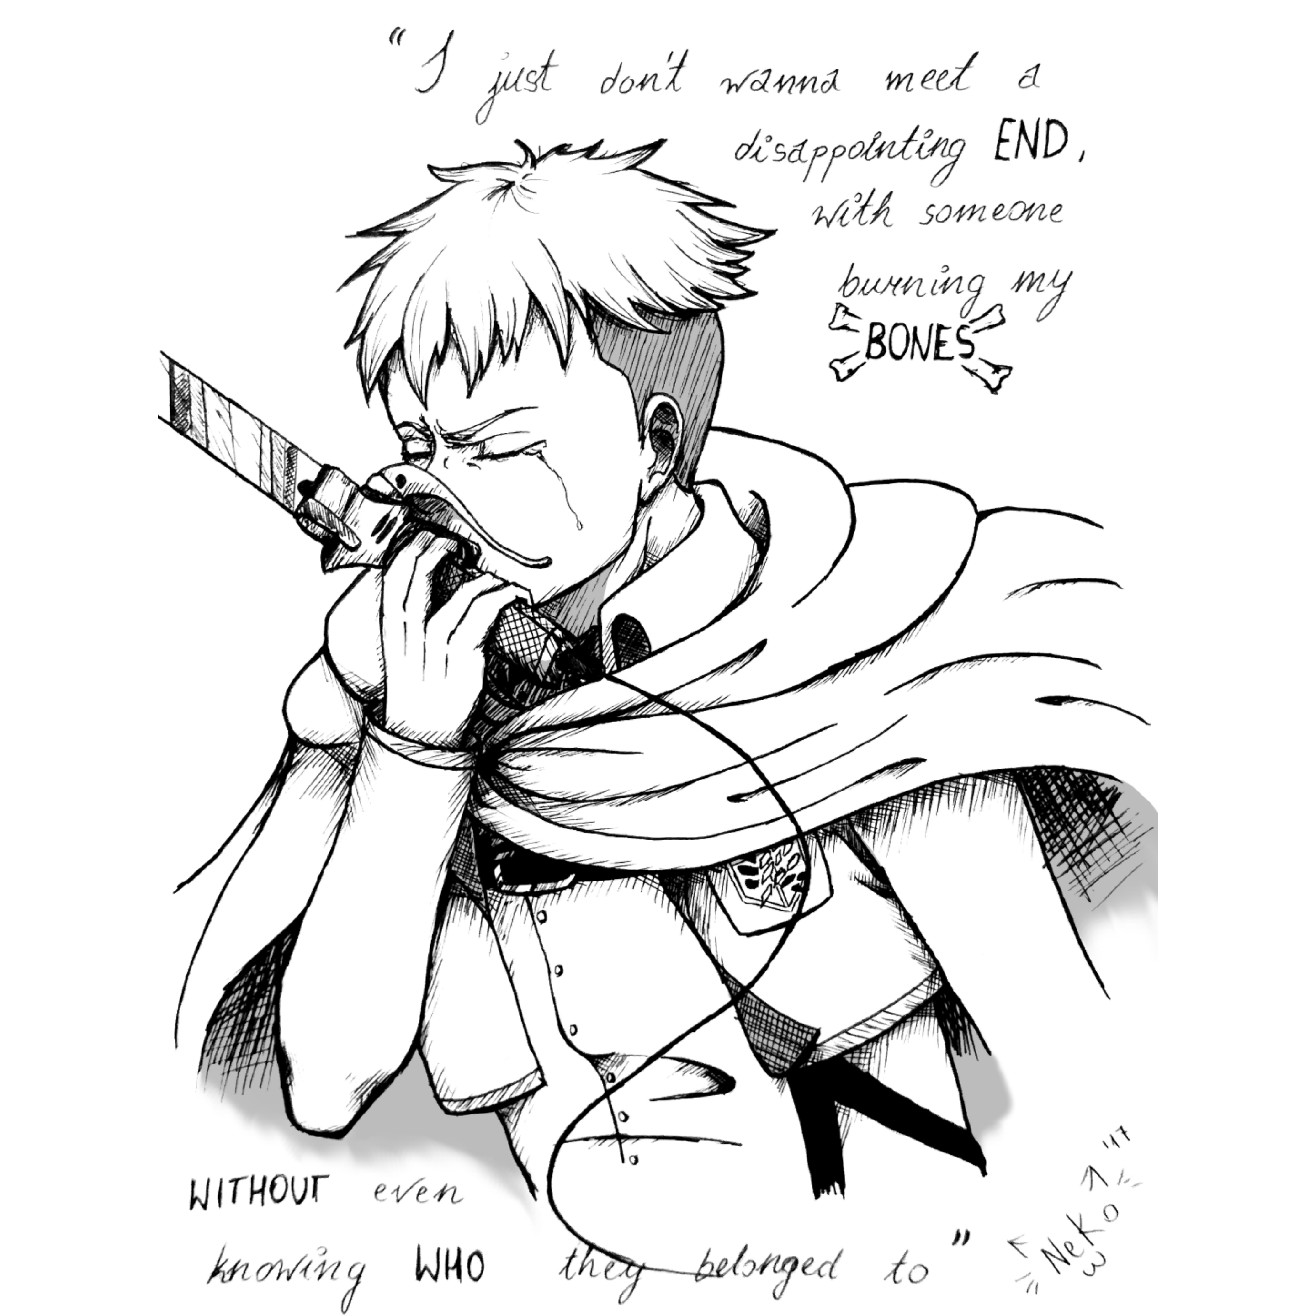 “I just don't wanna meet a
disappointing END,
with someone
burning my
BONES
WITHOUT even
knowing WHO they belonged to”
Neko '17